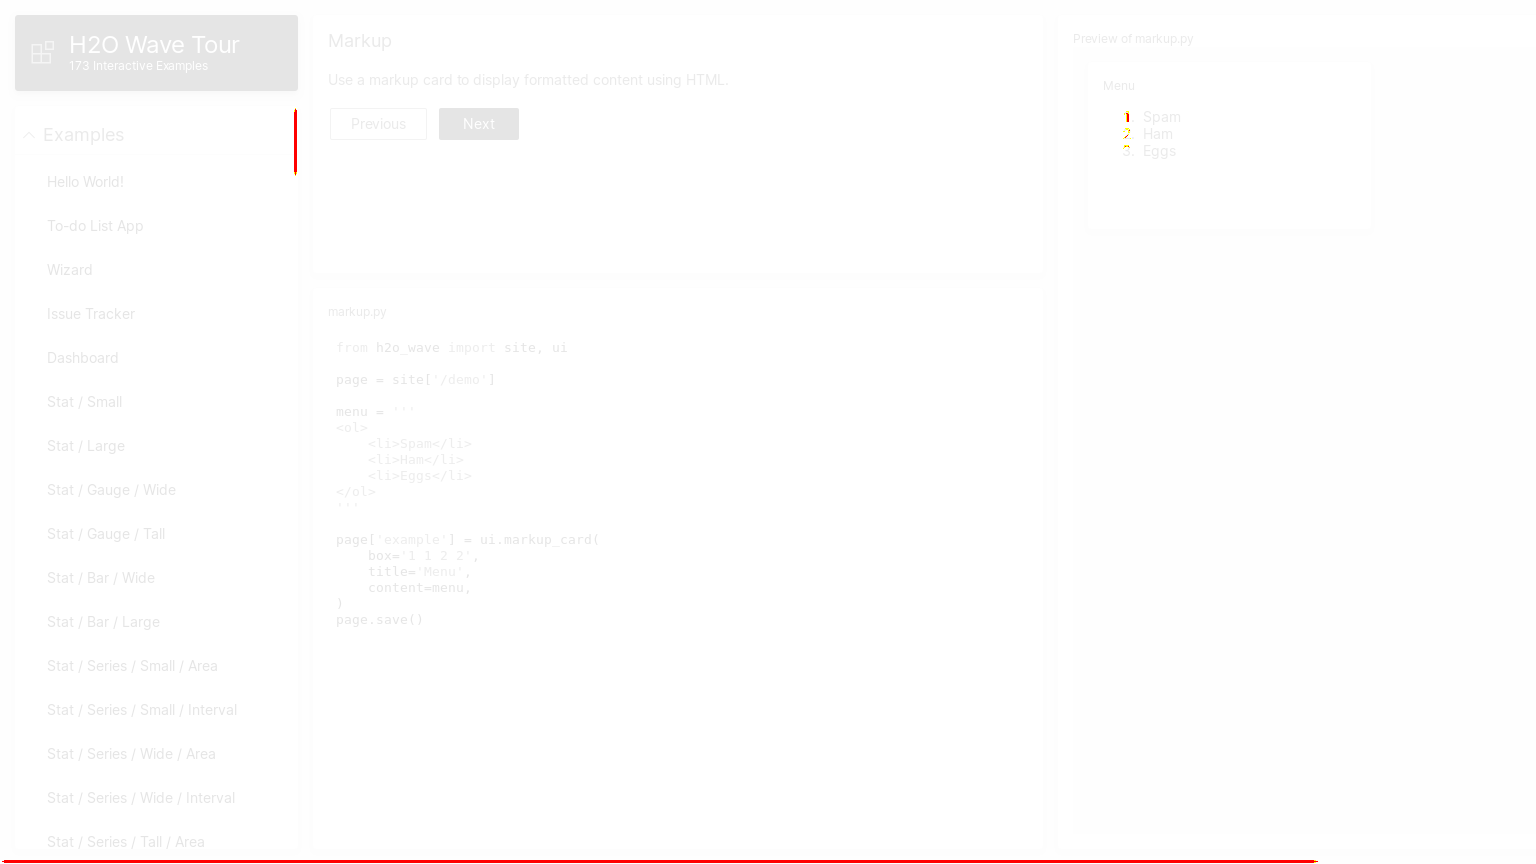 H2O Wave Tour
173 Interactive Examples
Examples
Hello World!
To-do List App
Wizard
Issue Tracker
Dashboard
Stat / Small
Stat / Large
Stat / Gauge / Wide
Stat / Gauge / Tall
Stat / Bar / Wide
Stat / Bar / Large
Stat / Series / Small / Area
Stat / Series / Small / Interval
Stat / Series / Wide / Area
Stat / Series / Wide / Interval
Stat / Series / Tall / Area
Markup
Use a markup card to display formatted content using HTML.
Previous Next
markup.py
from h2o_wave import site, ui
page = site['/demo']
menu = '''
<ol>
    <li>Spam</li>
    <li>Ham</li>
    <li>Eggs</li>
</ol>
'''
page['example'] = ui.markup_card(
    box='1 1 2 2',
    title='Menu',
    content=menu,
)
page.save()
Preview of markup.py
Menu
1. Spam
2. Ham
3. Eggs